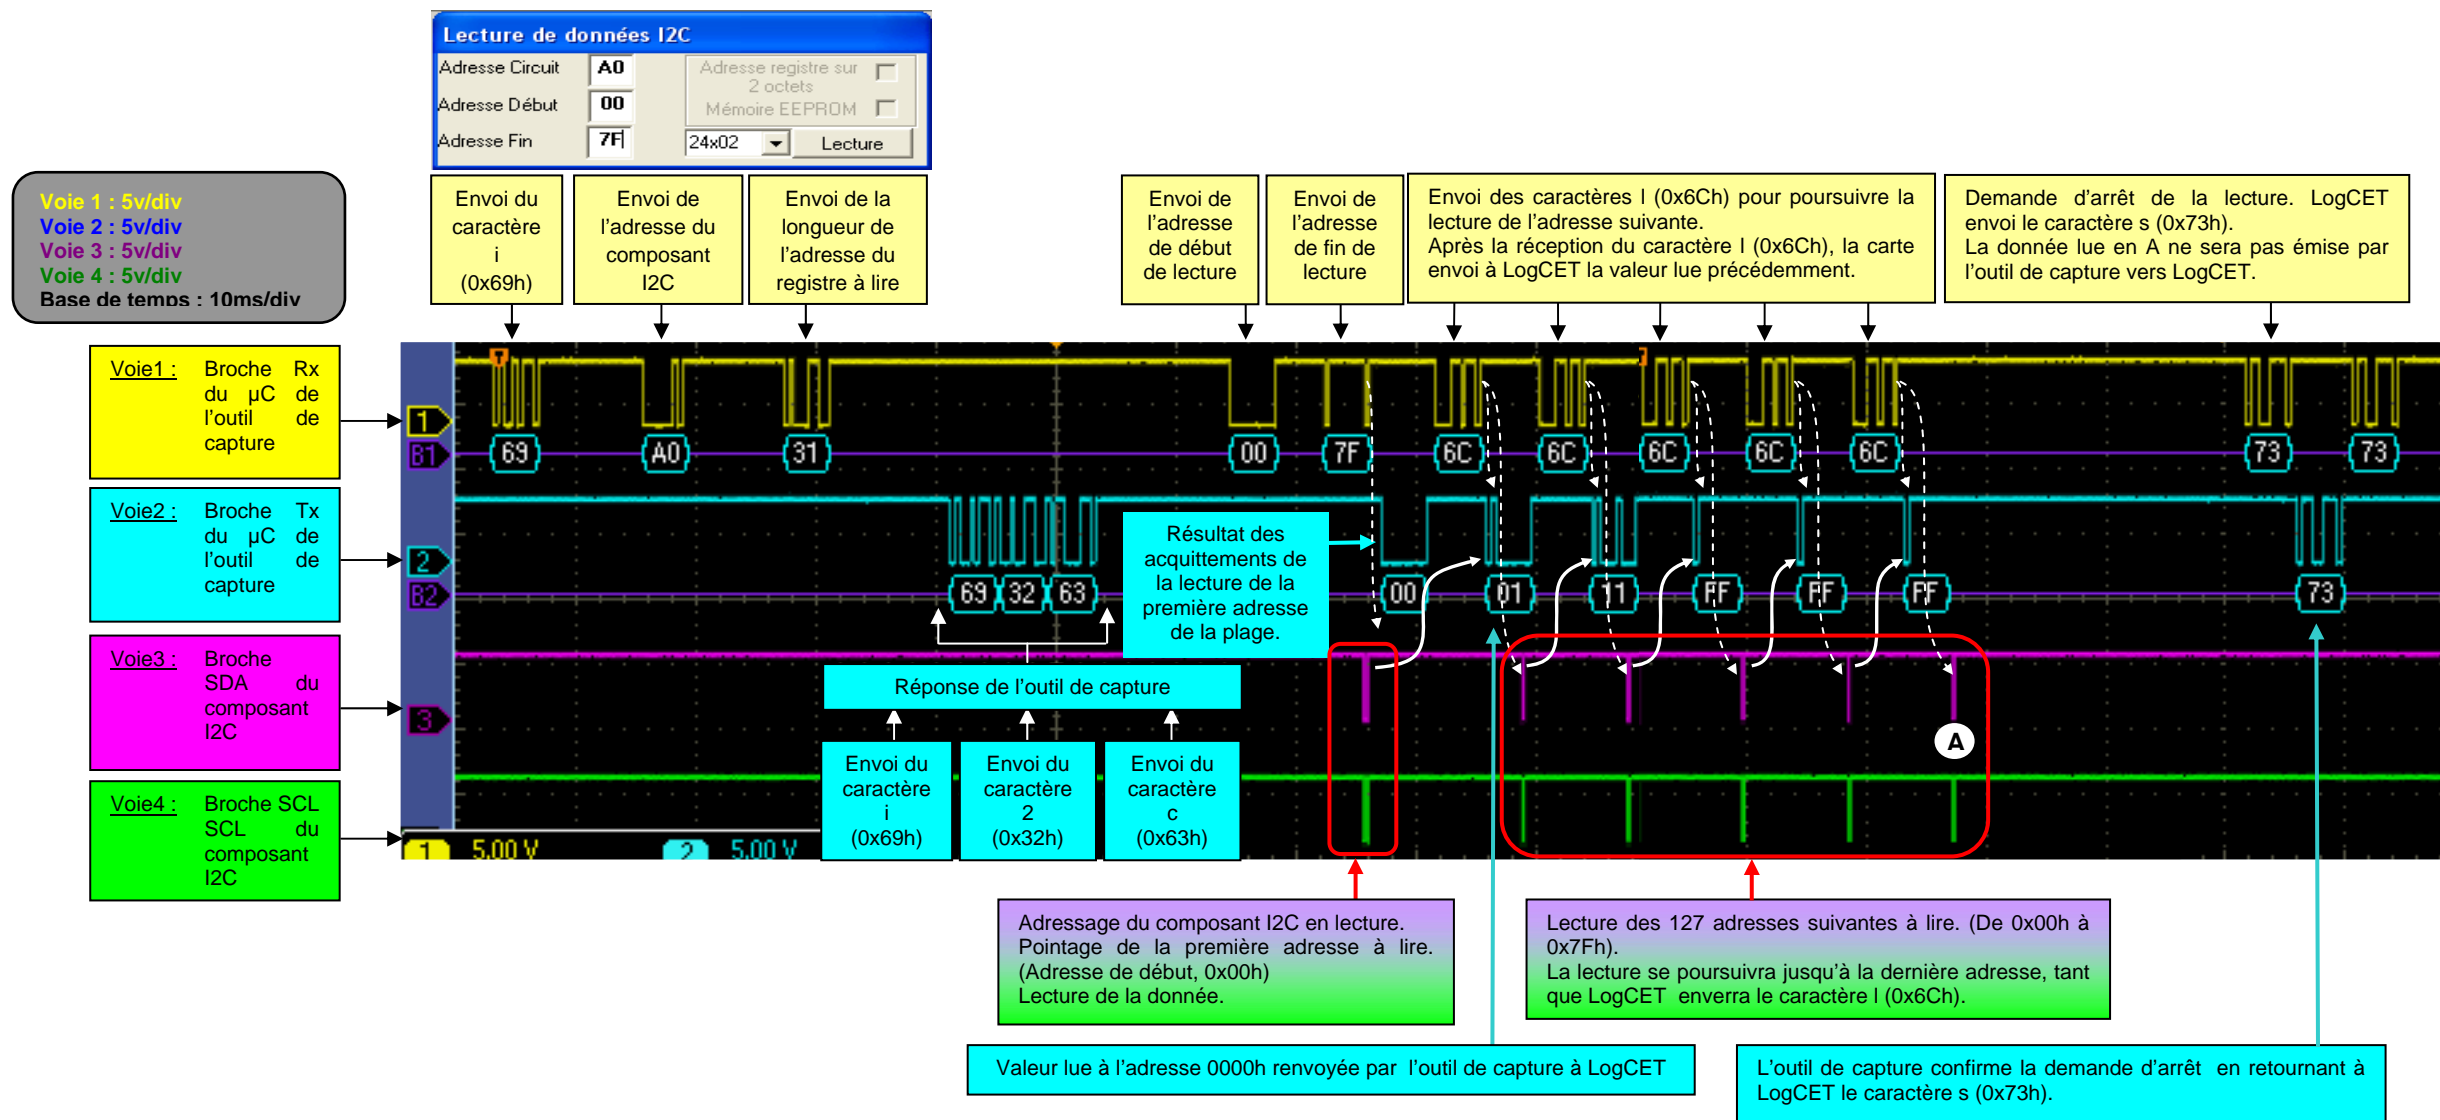 Lecture de données I2C
Adresse Circuit A0
Adresse registre sur
2 octets
Adresse Début 00
Mémoire EEPROM
Adresse Fin 7F
24x02 Lecture
Voie 1 : 5v/div
Voie 2 : 5v/div
Voie 3 : 5v/div
Voie 4 : 5v/div
Base de temps : 10ms/div
Envoi du
caractère
i
(0x69h)
Envoi de
l’adresse du
composant
I2C
Envoi de la
longueur de
l’adresse du
registre à lire
Envoi de
l’adresse
de début
de lecture
Envoi de
l’adresse
de fin de
lecture
Envoi des caractères l (0x6Ch) pour poursuivre la
lecture de l’adresse suivante.
Après la réception du caractère l (0x6Ch), la carte
envoi à LogCET la valeur lue précédemment.
Demande d’arrêt de la lecture. LogCET
envoi le caractère s (0x73h).
La donnée lue en A ne sera pas émise par
l’outil de capture vers LogCET.
Voie1 : Broche Rx
du µC de
l’outil de
capture
T
1
B1 69 A0 31 00 7F 6C 6C 6C 6C 6C 73 73
Voie2 : Broche Tx
du µC de
l’outil de
capture
2
B2 69 32 63 00 01 11 FF FF FF 73
Résultat des
acquittements de
la lecture de la
première adresse
de la plage.
Voie3 : Broche
SDA du
composant
I2C
3
Réponse de l’outil de capture
A
Envoi du
caractère
i
(0x69h)
Envoi du
caractère
2
(0x32h)
Envoi du
caractère
c
(0x63h)
Voie4 : Broche SCL
SCL du
composant
I2C
1 5.00 V 2 5.00 V
Adressage du composant I2C en lecture.
Pointage de la première adresse à lire.
(Adresse de début, 0x00h)
Lecture de la donnée.
Lecture des 127 adresses suivantes à lire. (De 0x00h à
0x7Fh).
La lecture se poursuivra jusqu’à la dernière adresse, tant
que LogCET enverra le caractère l (0x6Ch).
Valeur lue à l’adresse 0000h renvoyée par l’outil de capture à LogCET
L’outil de capture confirme la demande d’arrêt en retournant à
LogCET le caractère s (0x73h).